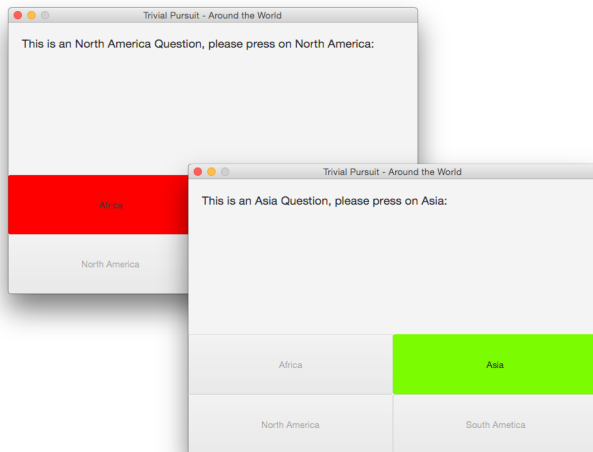 Trivial Pursuit - Around the World
This is an North America Question, please press on North America:
Africa
North America
Trivial Pursuit - Around the World
This is an Asia Question, please press on Asia:
Africa
Asia
North America
South Ametica